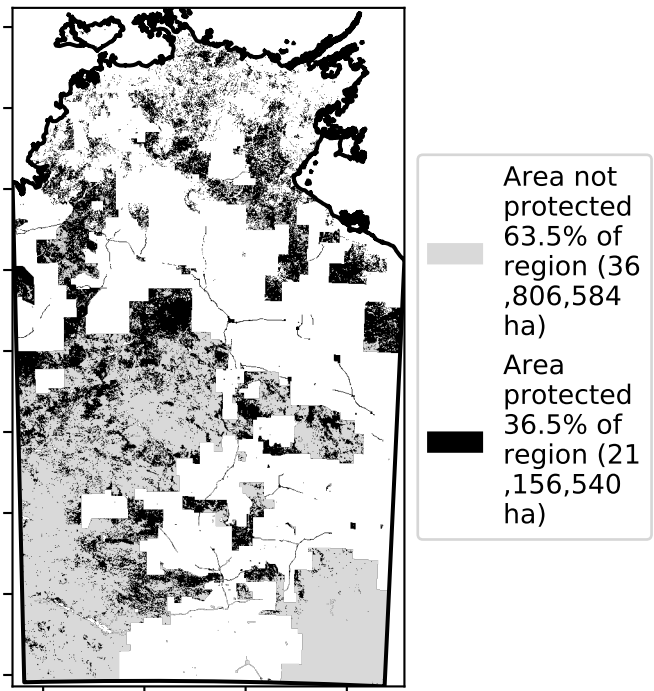 Area not
protected
63.5% of
region (36
,806,584
ha)
Area
protected
36.5% of
region (21
,156,540
ha)